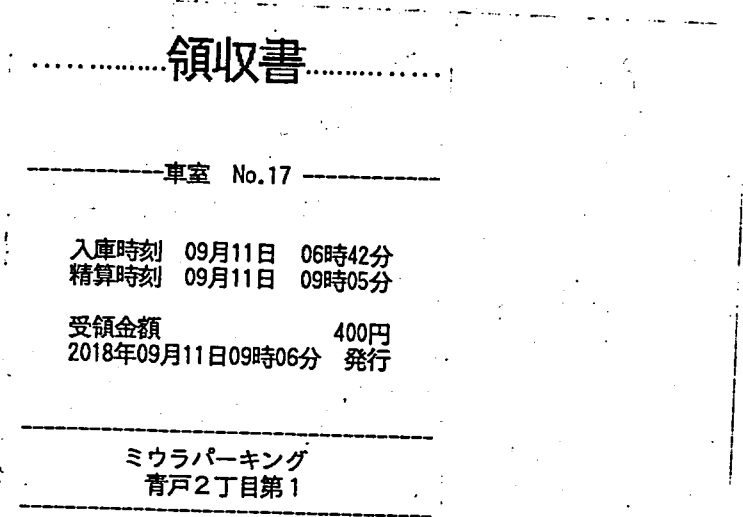 領収書
車室 No.17
入庫時刻 09月11日 06時42分
精算時刻 09月11日 09時05分
受領金額 400円
2018年09月11日09時06分 発行
ミウラパーキング
青戸2丁目第1